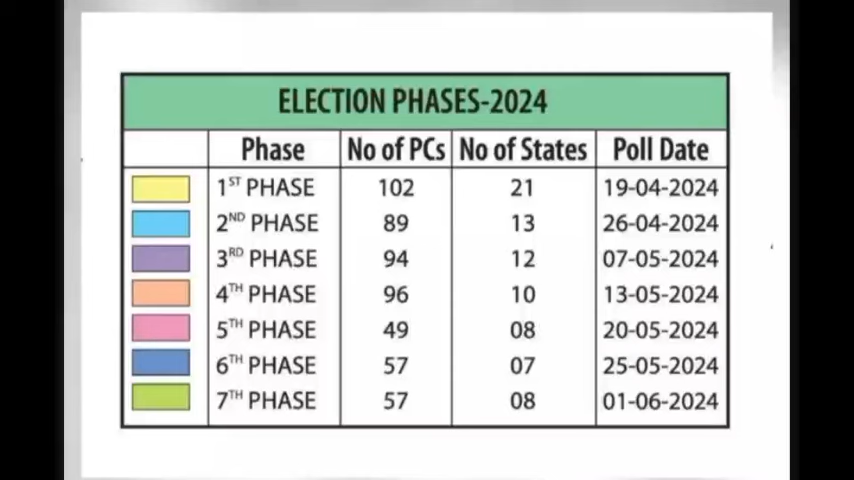 ELECTION PHASES-2024
Phase No of PCs No of States Poll Date
1ST PHASE 102 21 19-04-2024
2ND PHASE 89 13 26-04-2024
3RD PHASE 94 12 07-05-2024
4TH PHASE 96 10 13-05-2024
5TH PHASE 49 08 20-05-2024
6TH PHASE 57 07 25-05-2024
7TH PHASE 57 08 01-06-2024